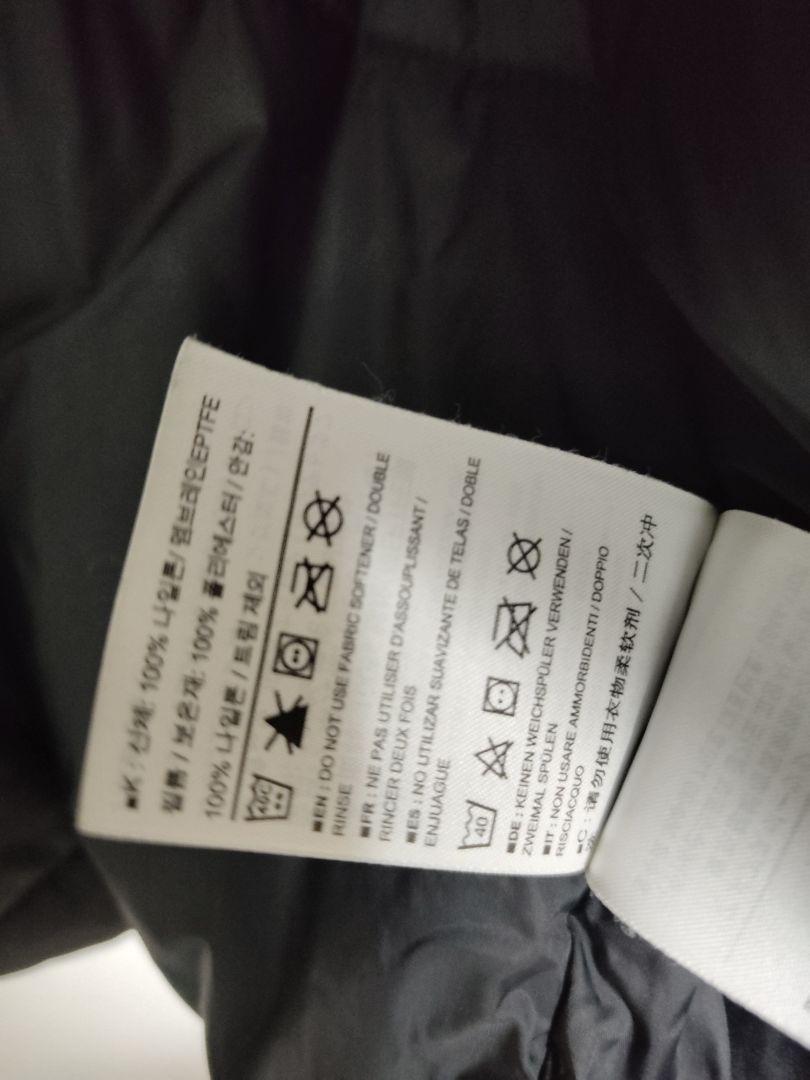 ■K : 신체: 100% 나일론/ 멤브레인EPTFE
필름 / 보온재: 100% 폴리에스터 / 안감:
100% 나일론 / 트림 제외
40
■EN : DO NOT USE FABRIC SOFTENER / DOUBLE
RINSE
■FR : NE PAS UTILISER D'ASSOUPLISSANT /
RINCER DEUX FOIS
■ES : NO UTILIZAR SUAVIZANTE DE TELAS / DOBLE
ENJUAGUE
40
■DE : KEINEN WEICHSPÜLER VERWENDEN /
ZWEIMAL SPÜLEN
■IT : NON USARE AMMORBIDENTI / DOPPIO
RISCIACQUO
■C : 请勿使用衣物柔软剂 / 二次冲